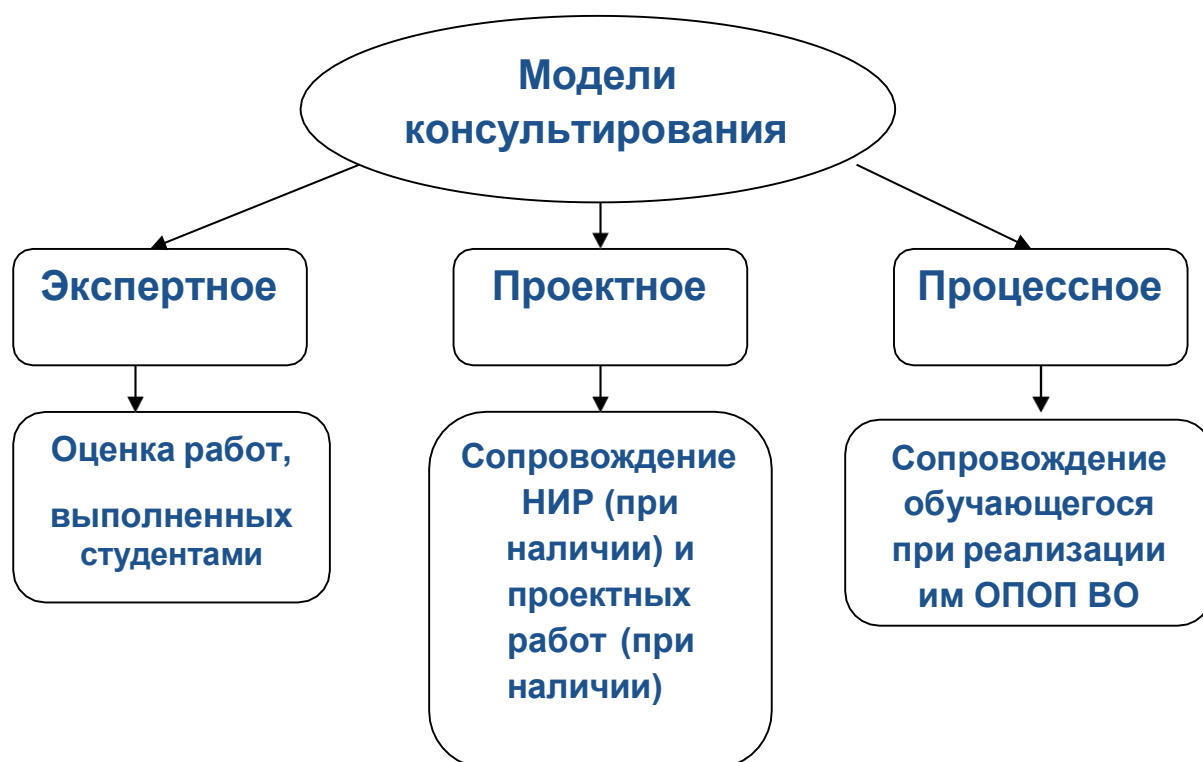 Модели
консультирования
Экспертное
Проектное
Процессное
Оценка работ,
выполненных
студентами
Сопровождение
НИР (при
наличии) и
проектных
работ (при
наличии)
Сопровождение
обучающегося
при реализации
им ОПОП ВО